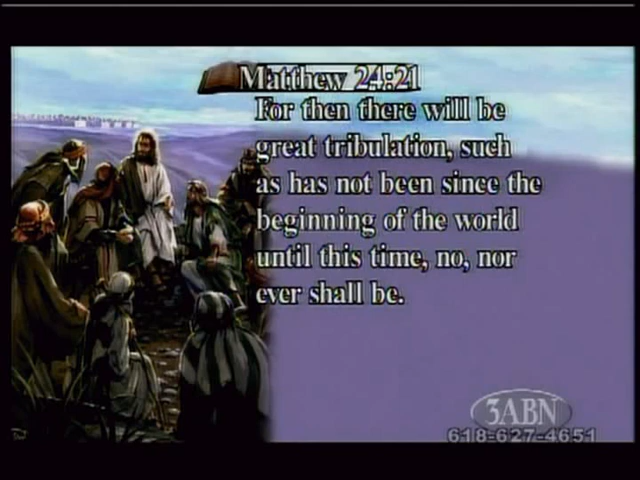 Matthew 24:21
For then there will be
great tribulation, such
as has not been since the
beginning of the world
until this time, no, nor
ever shall be.
3ABN
618-627-4651